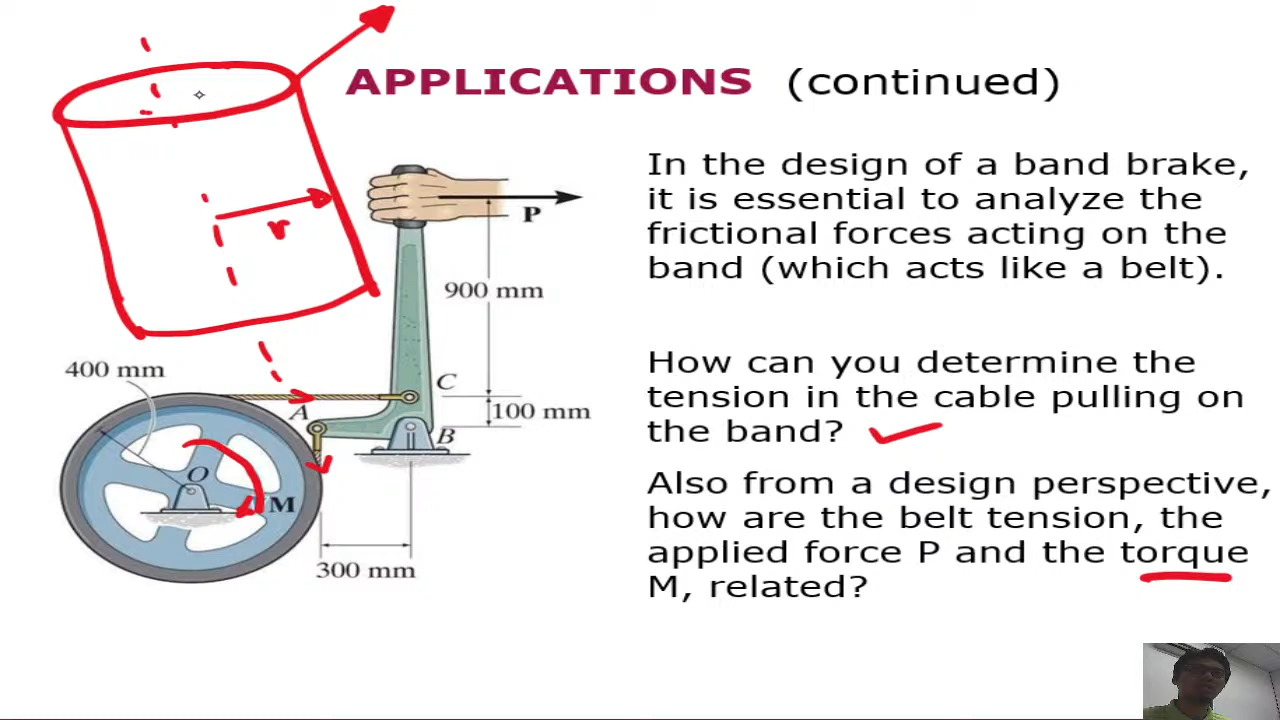 APPLICATIONS (continued)
In the design of a band brake,
it is essential to analyze the
frictional forces acting on the
band (which acts like a belt).
How can you determine the
tension in the cable pulling on
the band?
Also from a design perspective,
how are the belt tension, the
applied force P and the torque
M, related?
r
P
900 mm
400 mm
C
A
100 mm
B
O
M
300 mm